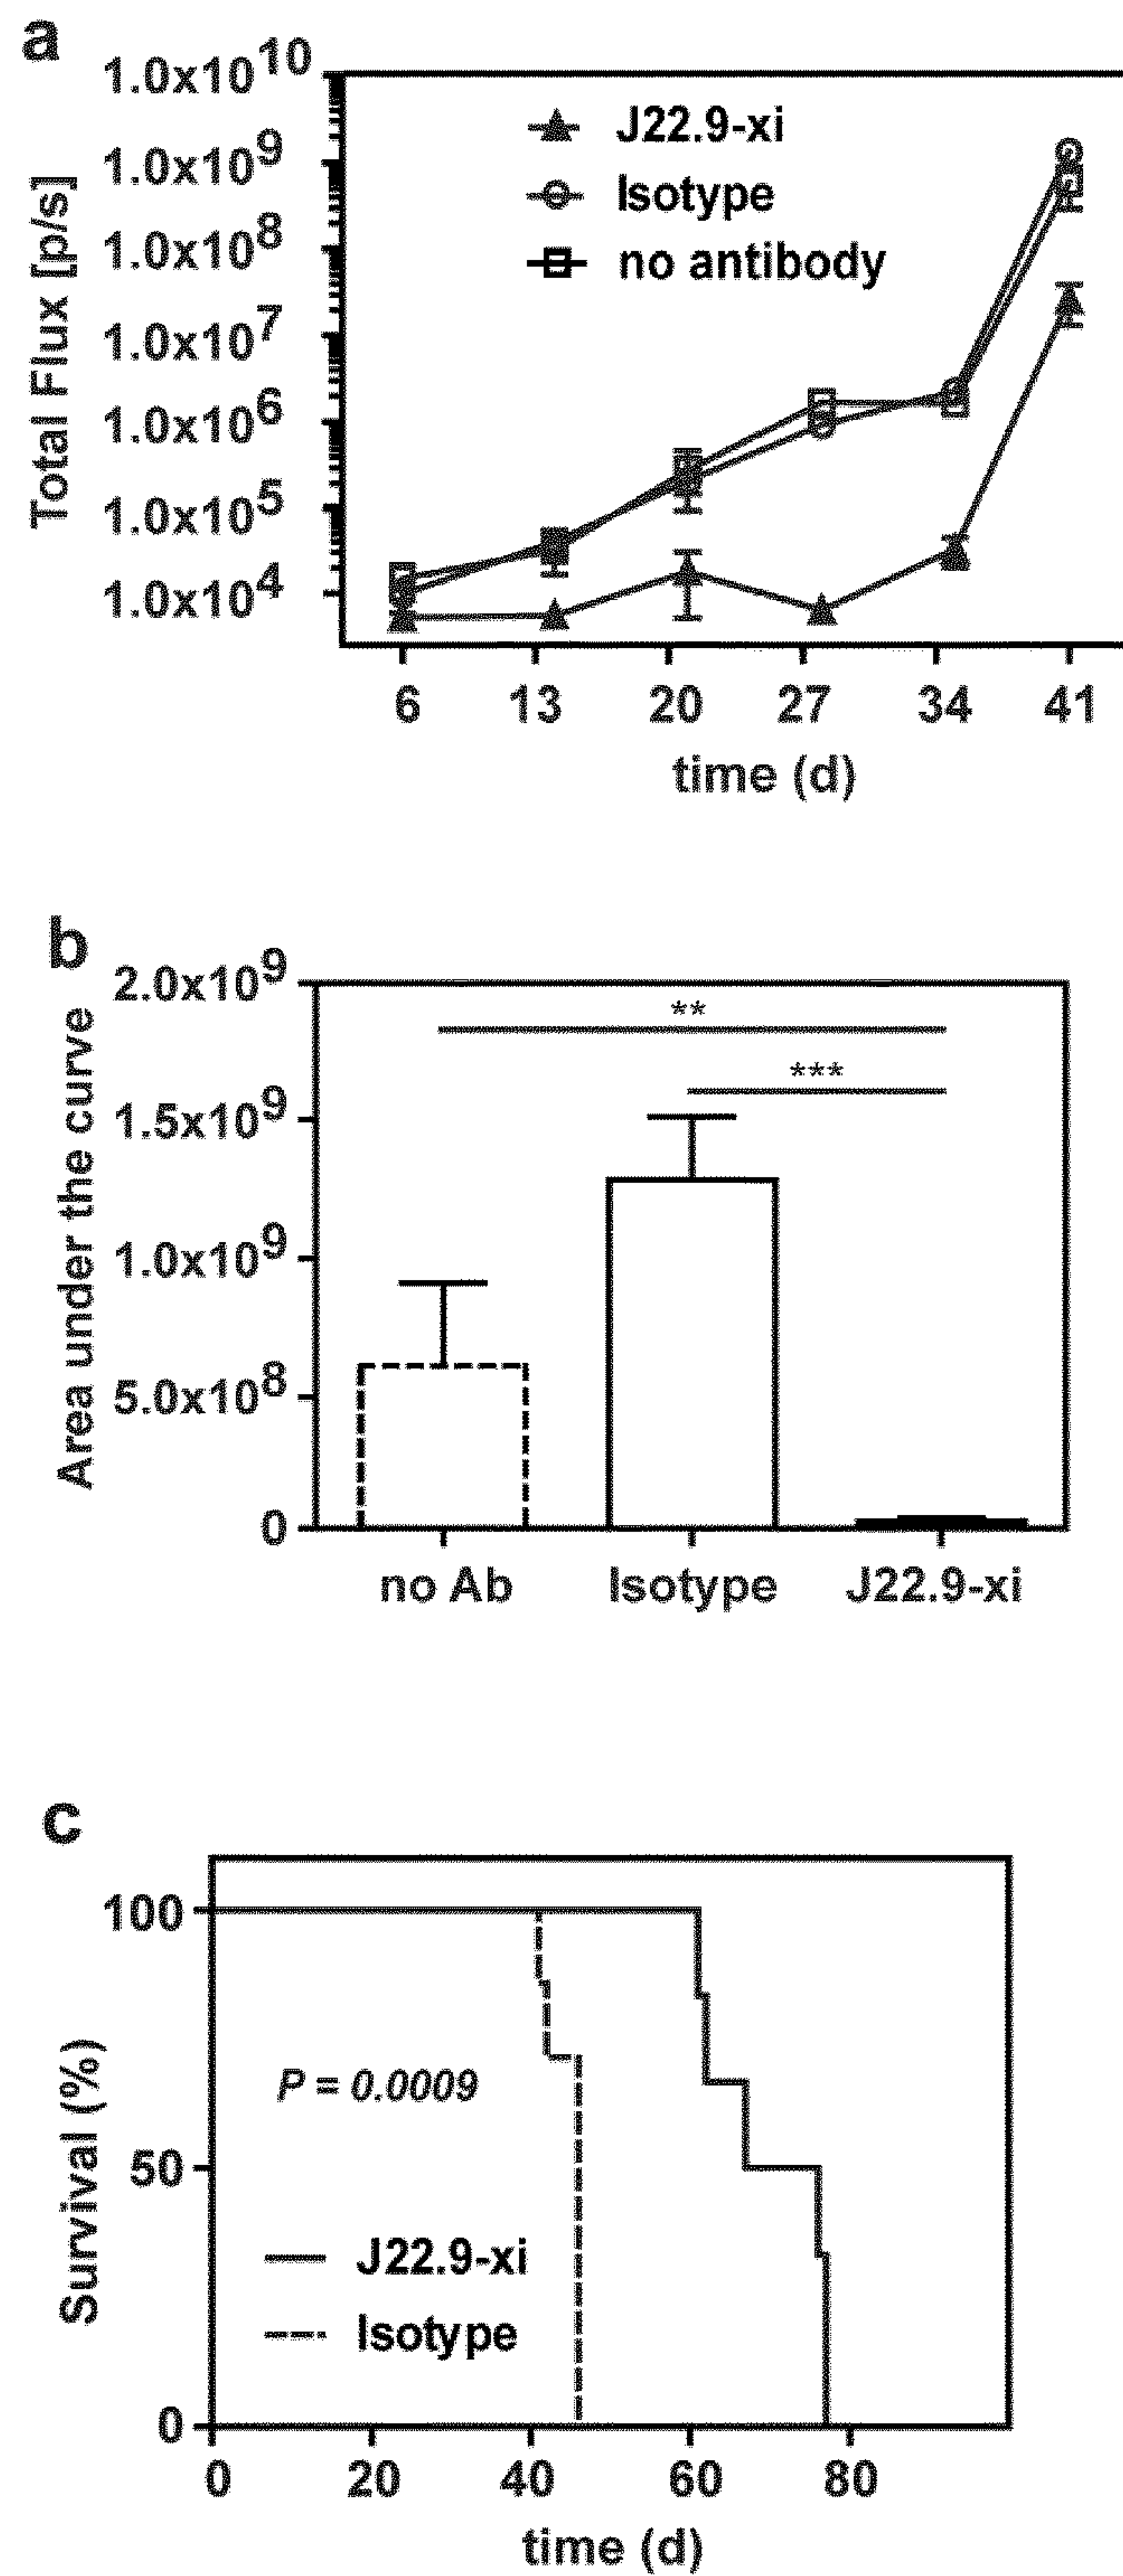 a
1.0x10^10
1.0x10^9
1.0x10^8
1.0x10^7
1.0x10^6
1.0x10^5
1.0x10^4
Total Flux [p/s]
J22.9-xi
Isotype
no antibody
6 13 20 27 34 41
time (d)
b
2.0x10^9
1.5x10^9
1.0x10^9
5.0x10^8
0
Area under the curve
**
***
no Ab Isotype J22.9-xi
c
100
50
0
Survival (%)
P = 0.0009
J22.9-xi
Isotype
0 20 40 60 80
time (d)